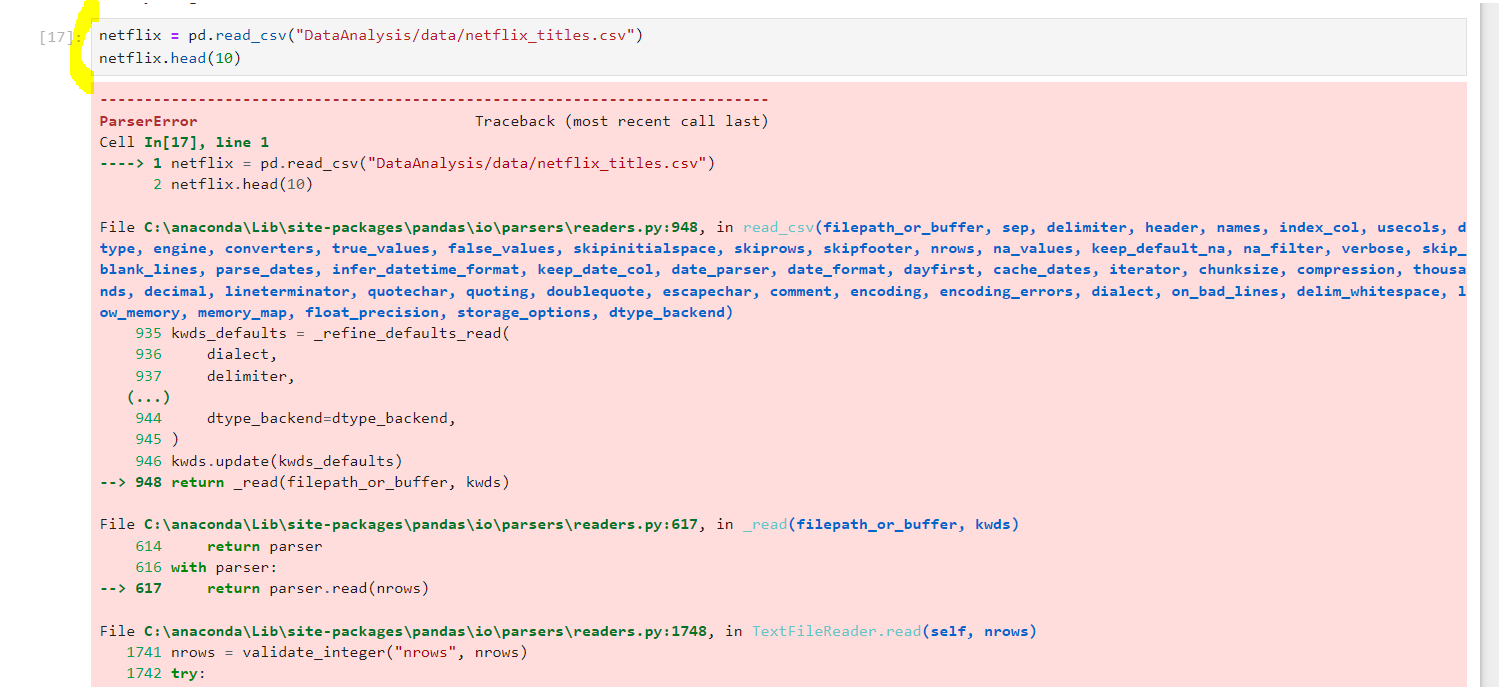 [17]:
netflix = pd.read_csv("DataAnalysis/data/netflix_titles.csv")
netflix.head(10)
---------------------------------------------------------------------------
ParserError                               Traceback (most recent call last)
Cell In[17], line 1
----> 1 netflix = pd.read_csv("DataAnalysis/data/netflix_titles.csv")
      2 netflix.head(10)
File C:\anaconda\Lib\site-packages\pandas\io\parsers\readers.py:948, in read_csv(filepath_or_buffer, sep, delimiter, header, names, index_col, usecols, d
type, engine, converters, true_values, false_values, skipinitialspace, skiprows, skipfooter, nrows, na_values, keep_default_na, na_filter, verbose, skip_
blank_lines, parse_dates, infer_datetime_format, keep_date_col, date_parser, date_format, dayfirst, cache_dates, iterator, chunksize, compression, thousa
nds, decimal, lineterminator, quotechar, quoting, doublequote, escapechar, comment, encoding, encoding_errors, dialect, on_bad_lines, delim_whitespace, l
ow_memory, memory_map, float_precision, storage_options, dtype_backend)
    935 kwds_defaults = _refine_defaults_read(
    936     dialect,
    937     delimiter,
   (...)
    944     dtype_backend=dtype_backend,
    945 )
    946 kwds.update(kwds_defaults)
--> 948 return _read(filepath_or_buffer, kwds)
File C:\anaconda\Lib\site-packages\pandas\io\parsers\readers.py:617, in _read(filepath_or_buffer, kwds)
    614     return parser
    616 with parser:
--> 617     return parser.read(nrows)
File C:\anaconda\Lib\site-packages\pandas\io\parsers\readers.py:1748, in TextFileReader.read(self, nrows)
   1741 nrows = validate_integer("nrows", nrows)
   1742 try: